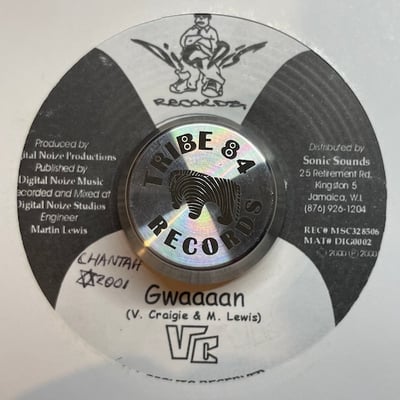 RECORDS
Produced by
ital Noize Productions
Published by
Digital Noize Music
ecorded and Mixed at
Digital Noize Studios
Engineer
Martin Lewis
Distributed by
Sonic Sounds
25 Retirement Rd,
Kingston 5
Jamaica, W.I
(876) 926-1204
REC# MSC328506
MAT# DIG0002
TRIBE 84
RECORDS
CHANTAH
2001
Gwaaaan
(V. Craigie & M. Lewis)
VC